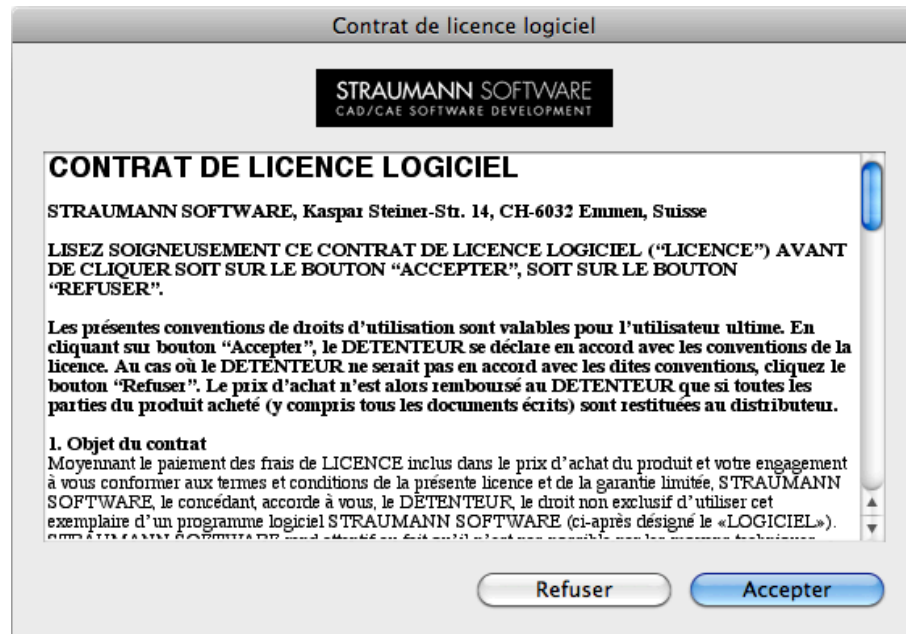 Contrat de licence logiciel
STRAUMANN SOFTWARE
CAD/CAE SOFTWARE DEVELOPMENT
CONTRAT DE LICENCE LOGICIEL
STRAUMANN SOFTWARE, Kaspar Steiner-Str. 14, CH-6032 Emmen, Suisse
LISEZ SOIGNEUSEMENT CE CONTRAT DE LICENCE LOGICIEL (“LICENCE”) AVANT
DE CLIQUER SOIT SUR LE BOUTON “ACCEPTER”, SOIT SUR LE BOUTON
“REFUSER”.
Les présentes conventions de droits d’utilisation sont valables pour l’utilisateur ultime. En
cliquant sur bouton “Accepter”, le DETENTEUR se déclare en accord avec les conventions de la
licence. Au cas où le DETENTEUR ne serait pas en accord avec les dites conventions, cliquez le
bouton “Refuser”. Le prix d’achat n’est alors remboursé au DETENTEUR que si toutes les
parties du produit acheté (y compris tous les documents écrits) sont restituées au distributeur.
1. Objet du contrat
Moyennant le paiement des frais de LICENCE inclus dans le prix d’achat du produit et votre engagement
à vous conformer aux termes et conditions de la présente licence et de la garantie limitée, STRAUMANN
SOFTWARE, le concédant, accorde à vous, le DETENTEUR, le droit non exclusif d’utiliser cet
exemplaire d’un programme logiciel STRAUMANN SOFTWARE (ci-après désigné le «LOGICIEL»).
STRAUMANN SOFTWARE
Refuser
Accepter